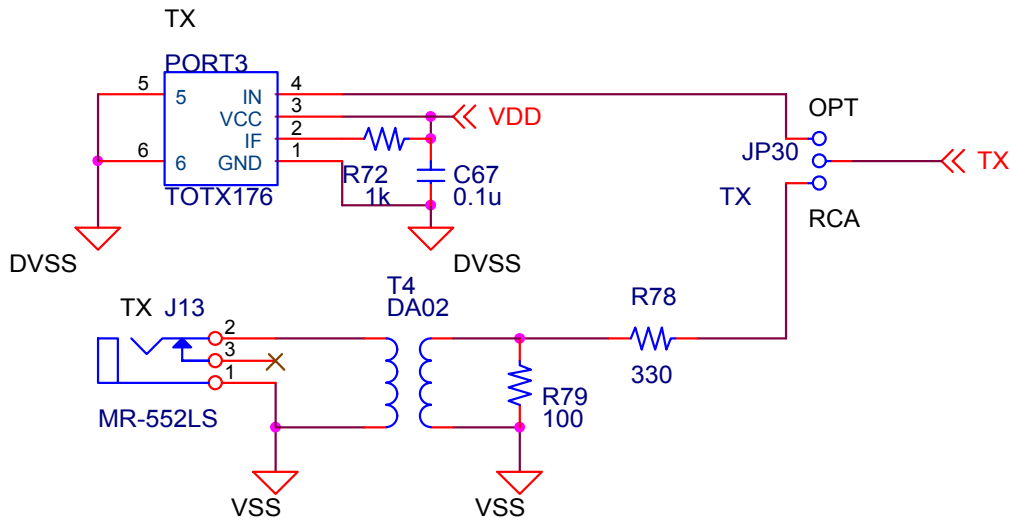 TX
PORT3
5 5 IN 4
VCC 3 VDD
IF 2
6 6 GND 1
TOTX176
R72
1k
C67
0.1u
DVSS
DVSS
OPT
JP30
TX
TX
RCA
TX J13
2
3
1
MR-552LS
T4
DA02
R78
330
R79
100
VSS
VSS